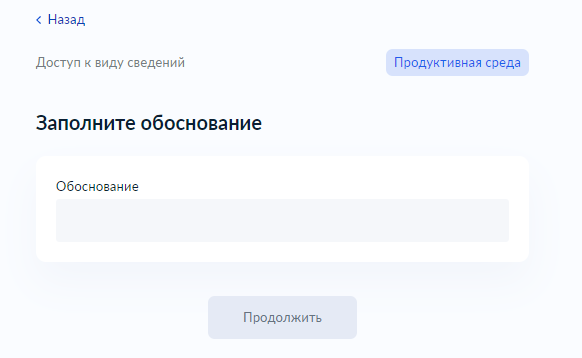 Назад
Доступ к виду сведений
Продуктивная среда
Заполните обоснование
Обоснование
Продолжить